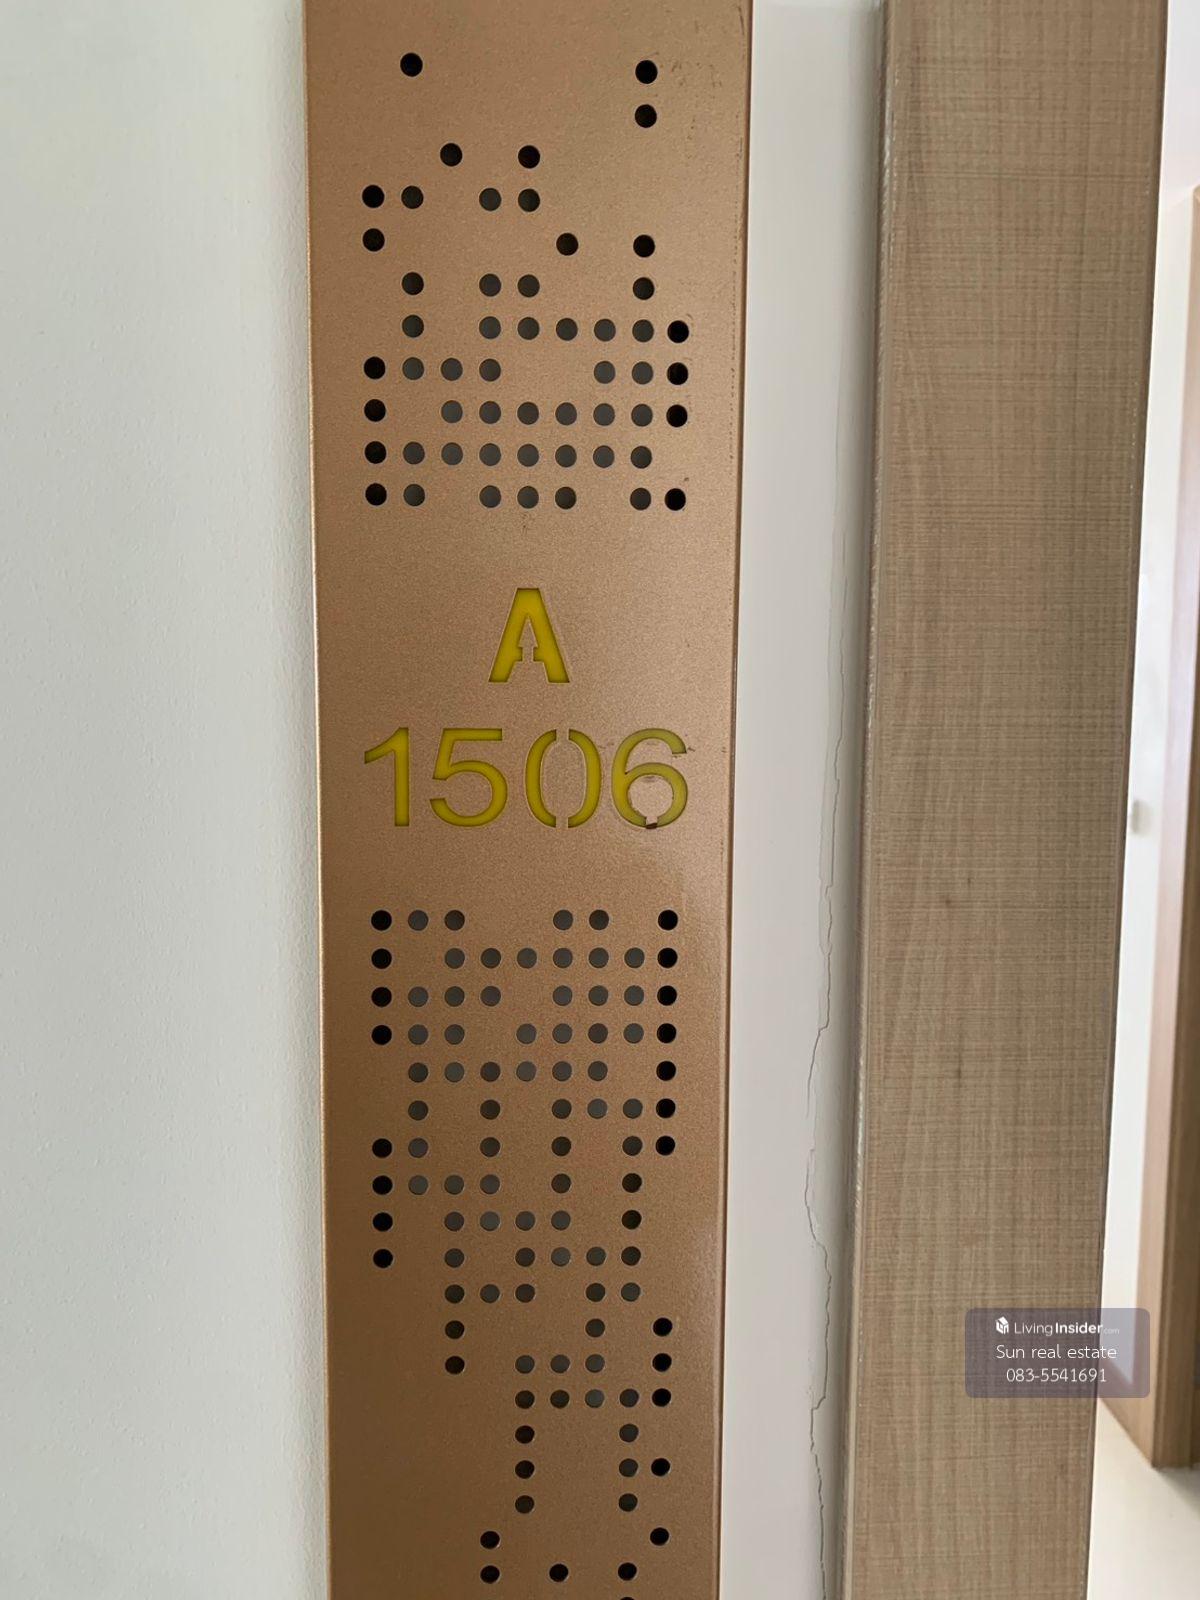 A
1506
LivingInsider.com
Sun real estate
083-5541691